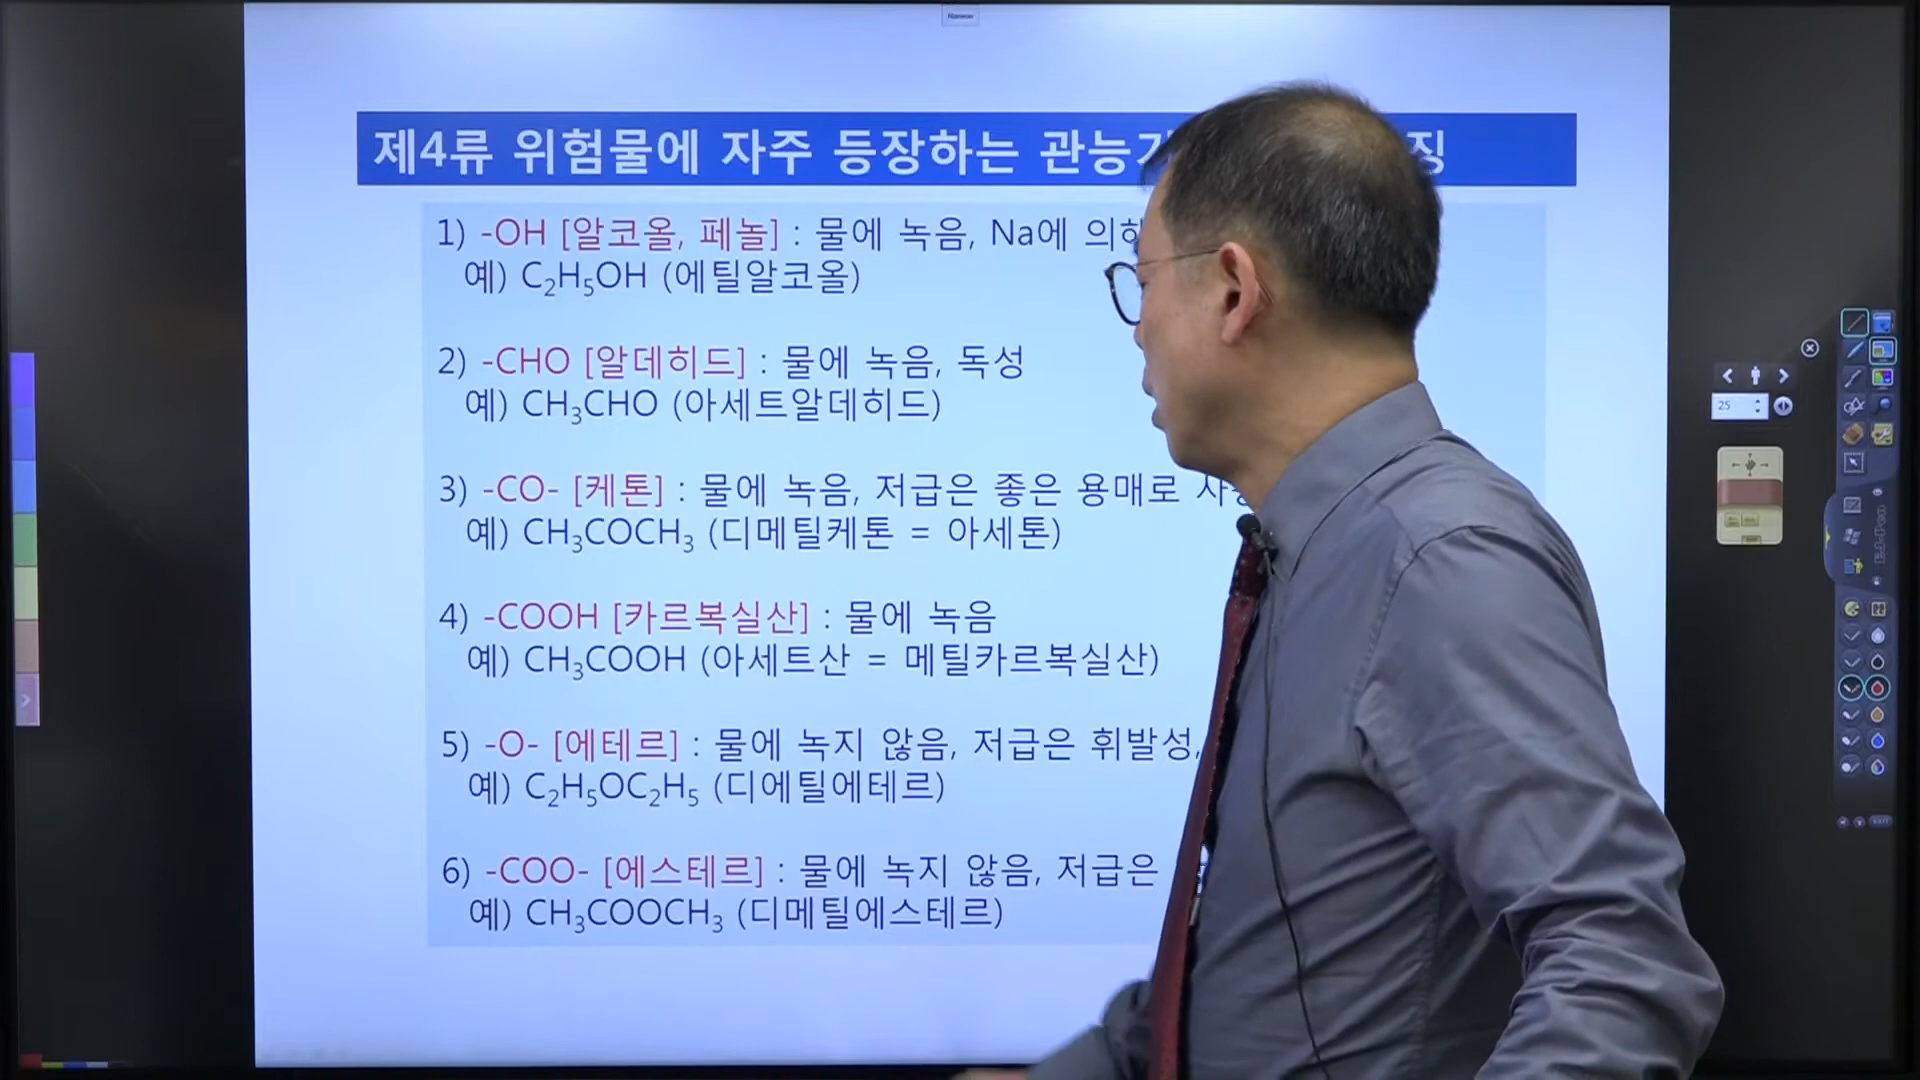 제4류 위험물에 자주 등장하는 징
1) -OH [알코올, 페놀] : 물에 녹음, Na에
예) C₂H₅OH (에틸알코올)
2) -CHO [알데히드] : 물에 녹음, 독성
예) CH₃CHO (아세트알데히드)
3) -CO- [케톤] : 물에 녹음, 저급은 좋은 용매로
예) CH₃COCH₃ (디메틸케톤 = 아세톤)
4) -COOH [카르복실산] : 물에 녹음
예) CH₃COOH (아세트산 = 메틸카르복실산)
5) -O- [에테르] : 물에 녹지 않음, 저급은 휘발성,
예) C₂H₅OC₂H₅ (디에틸에테르)
6) -COO- [에스테르] : 물에 녹지 않음, 저급은
예) CH₃COOCH₃ (디메틸에스테르)
25